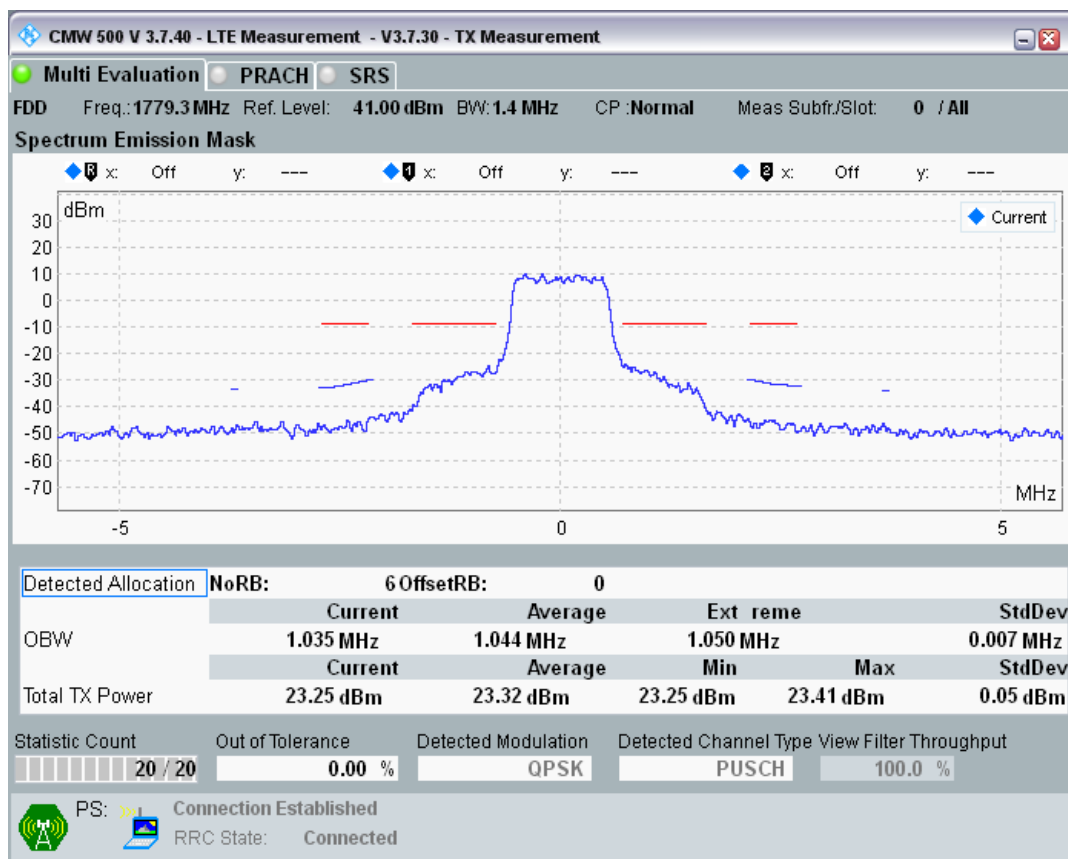 CMW 500 V 3.7.40 - LTE Measurement - V3.7.30 - TX Measurement
Multi Evaluation PRACH SRS
FDD Freq.: 1779.3 MHz Ref. Level: 41.00 dBm BW: 1.4 MHz CP :Normal Meas Subfr./Slot: 0 / All
Spectrum Emission Mask
R x: Off y: --- 1 x: Off y: --- 2 x: Off y: ---
dBm
Current
30
20
10
0
-10
-20
-30
-40
-50
-60
-70
MHz
-5 0 5
Detected Allocation NoRB: 6 OffsetRB: 0
Current Average Ext reme StdDev
OBW 1.035 MHz 1.044 MHz 1.050 MHz 0.007 MHz
Current Average Min Max StdDev
Total TX Power 23.25 dBm 23.32 dBm 23.25 dBm 23.41 dBm 0.05 dBm
Statistic Count Out of Tolerance Detected Modulation Detected Channel Type View Filter Throughput
20 / 20 0.00 % QPSK PUSCH 100.0 %
PS: Connection Established
RRC State: Connected